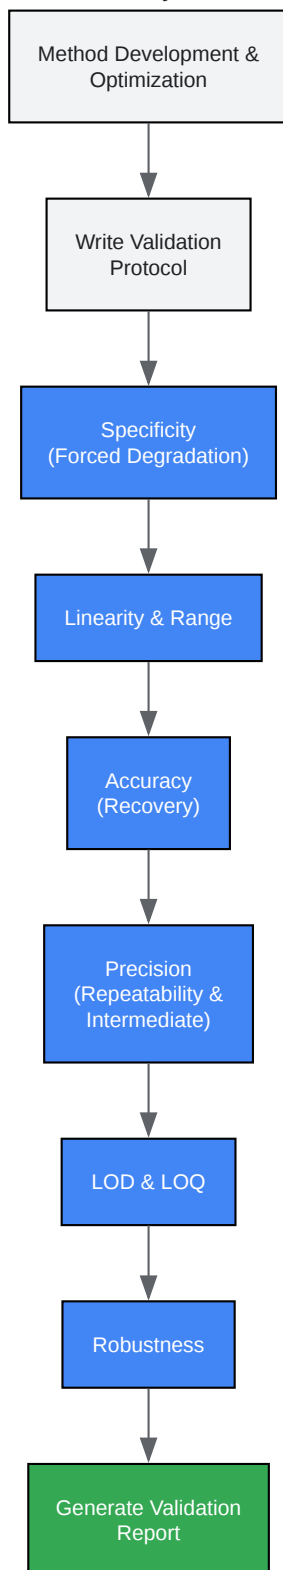 Method Development &
Optimization
Write Validation
Protocol
Specificity
(Forced Degradation)
Linearity & Range
Accuracy
(Recovery)
Precision
(Repeatability &
Intermediate)
LOD & LOQ
Robustness
Generate Validation
Report